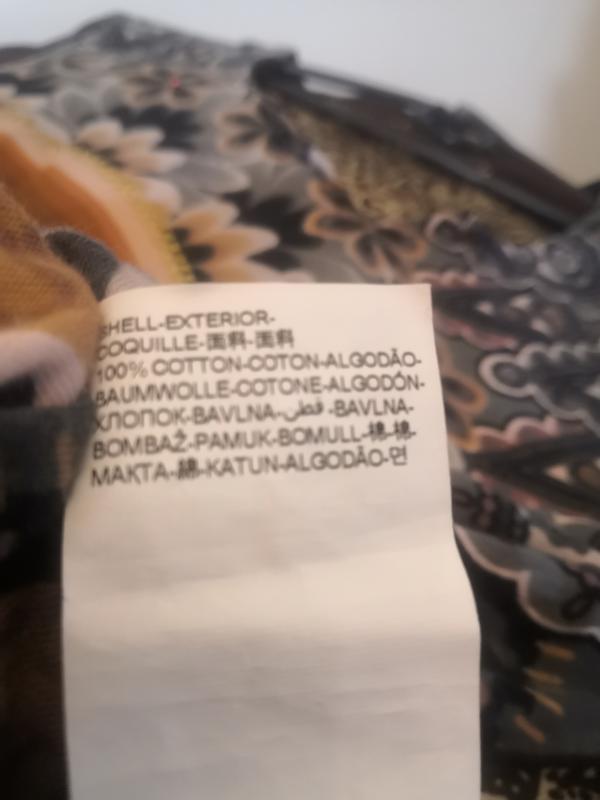 SHELL-EXTERIOR-
COQUILLE-面料-面料
100% COTTON-COTON-ALGODÃO-
BAUMWOLLE-COTONE-ALGODÓN-
ХЛОПОК-BAVLNA-قطن-BAVLNA-
BOMBAŽ-PAMUK-BOMULL-棉-棉-
MAKTA-綿-KATUN-ALGODÃO-면